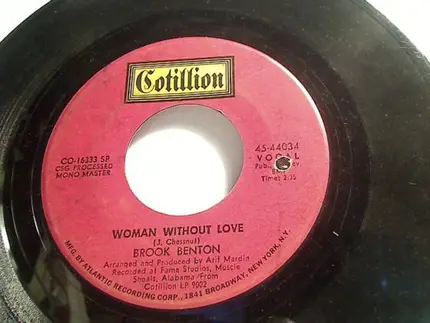 Cotillion
CO-16333 SP
CSG PROCESSED
MONO MASTER
45-44034
VOCAL
Time: 2:35
WOMAN WITHOUT LOVE
(J. Chessnut)
BROOK BENTON
Arranged and Produced by Arif Mardin
Recorded at Fame Studios, Muscle
Shoals, Alabama/From
Cotillion LP 9002
MFG. BY ATLANTIC RECORDING CORP., 1841 BROADWAY, NEW YORK, N.Y.